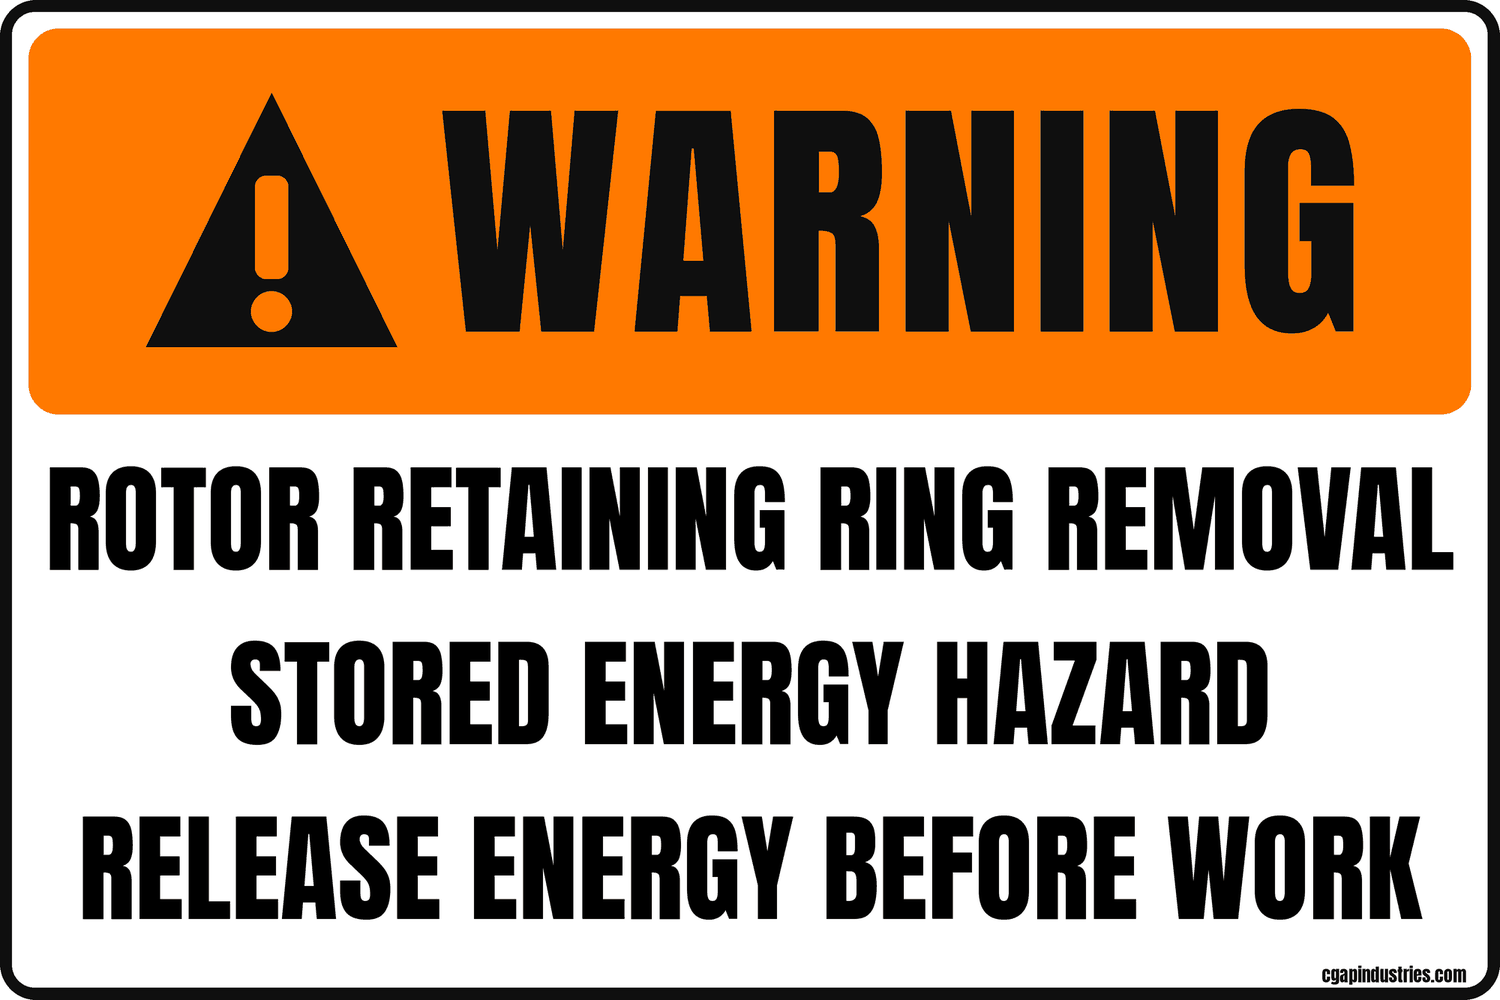 WARNING
ROTOR RETAINING RING REMOVAL
STORED ENERGY HAZARD
RELEASE ENERGY BEFORE WORK
cgapindustries.com